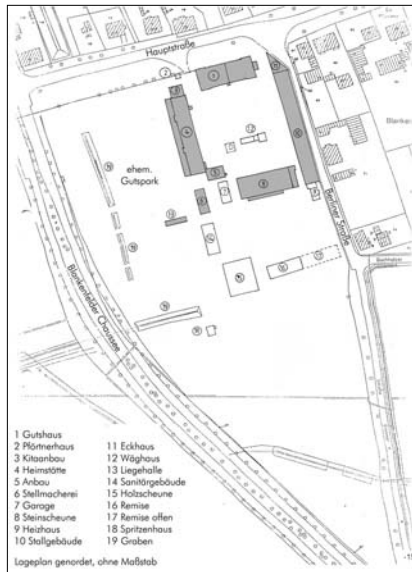 Hauptstraße
ehem.
Gutspark
Berliner Straße
Blankenfelder Chaussee
1 Gutshaus
2 Pförtnerhaus
3 Kitaanbau
4 Heimstätte
5 Anbau
6 Stellmacherei
7 Garage
8 Steinscheune
9 Heizhaus
10 Stallgebäude
11 Eckhaus
12 Wäghaus
13 Liegehalle
14 Sanitärgebäude
15 Holzscheune
16 Remise
17 Remise offen
18 Spritzenhaus
19 Graben
Lageplan genordet, ohne Maßstab